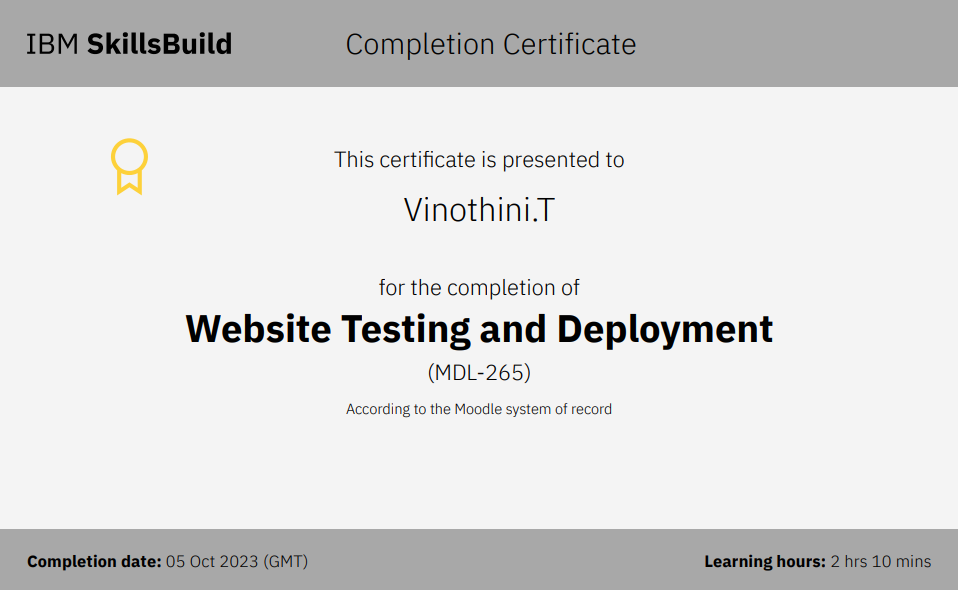 IBM SkillsBuild
Completion Certificate
This certificate is presented to
Vinothini.T
for the completion of
Website Testing and Deployment
(MDL-265)
According to the Moodle system of record
Completion date: 05 Oct 2023 (GMT)
Learning hours: 2 hrs 10 mins